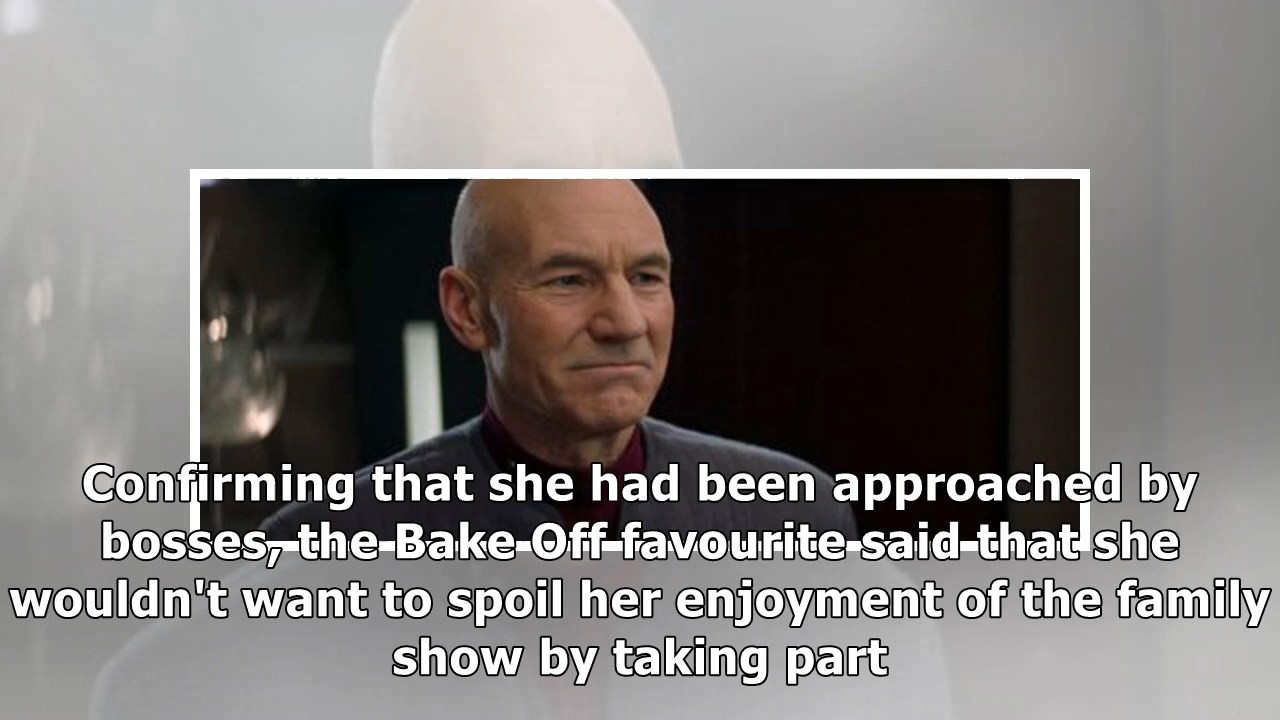 Confirming that she had been approached by
bosses, the Bake Off favourite said that she
wouldn't want to spoil her enjoyment of the family
show by taking part